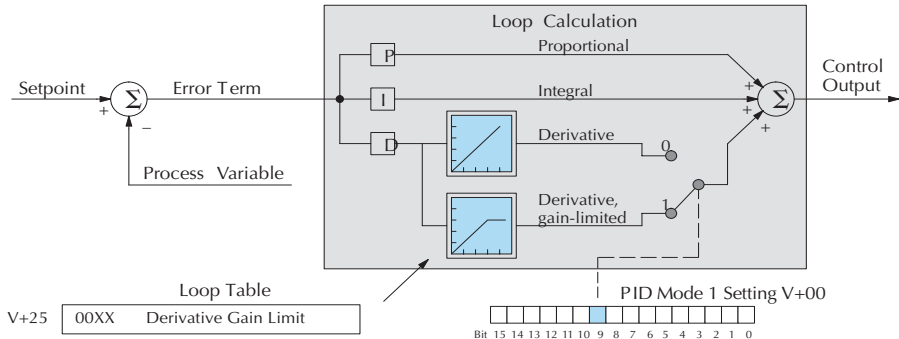 Loop Calculation
Setpoint
+
Σ
−
Error Term
Process Variable
P
Proportional
I
Integral
D
Derivative
0
Derivative,
gain-limited
1
+
+
+
Σ
Control
Output
Loop Table
V+25 00XX Derivative Gain Limit
PID Mode 1 Setting V+00
Bit 15 14 13 12 11 10 9 8 7 6 5 4 3 2 1 0